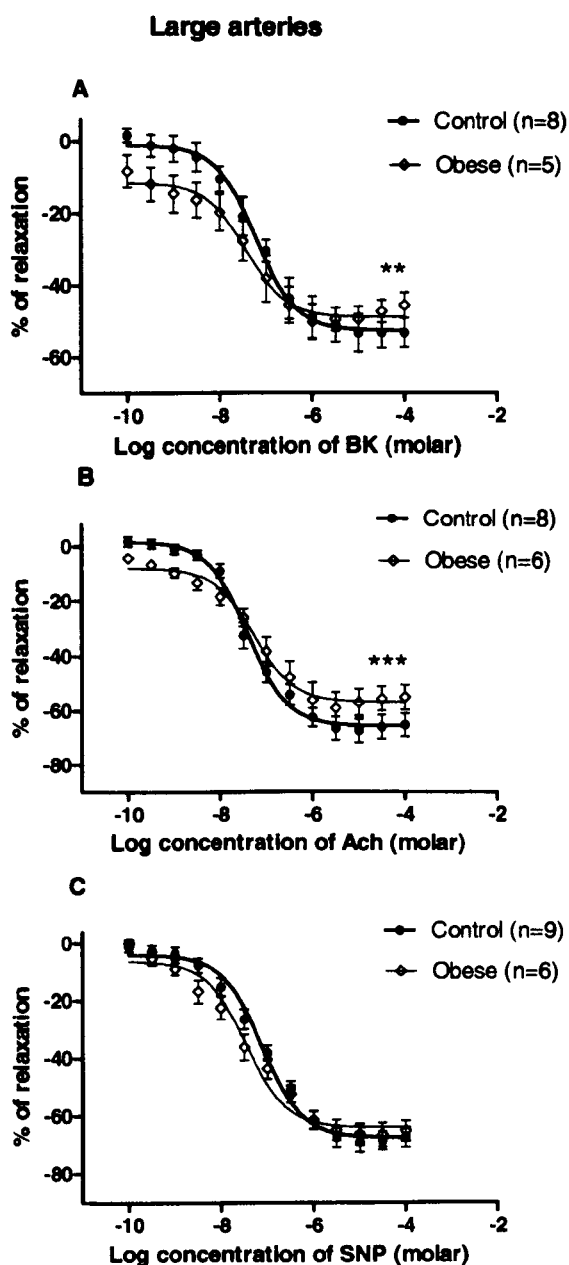 Large arteries
A
Control (n=8)
Obese (n=5)
0
-20
-40
-60
% of relaxation
**
-10 -8 -6 -4 -2
Log concentration of BK (molar)
B
Control (n=8)
Obese (n=6)
0
-20
-40
-60
-80
% of relaxation
***
-10 -8 -6 -4 -2
Log concentration of Ach (molar)
C
Control (n=9)
Obese (n=6)
0
-20
-40
-60
-80
% of relaxation
-10 -8 -6 -4 -2
Log concentration of SNP (molar)